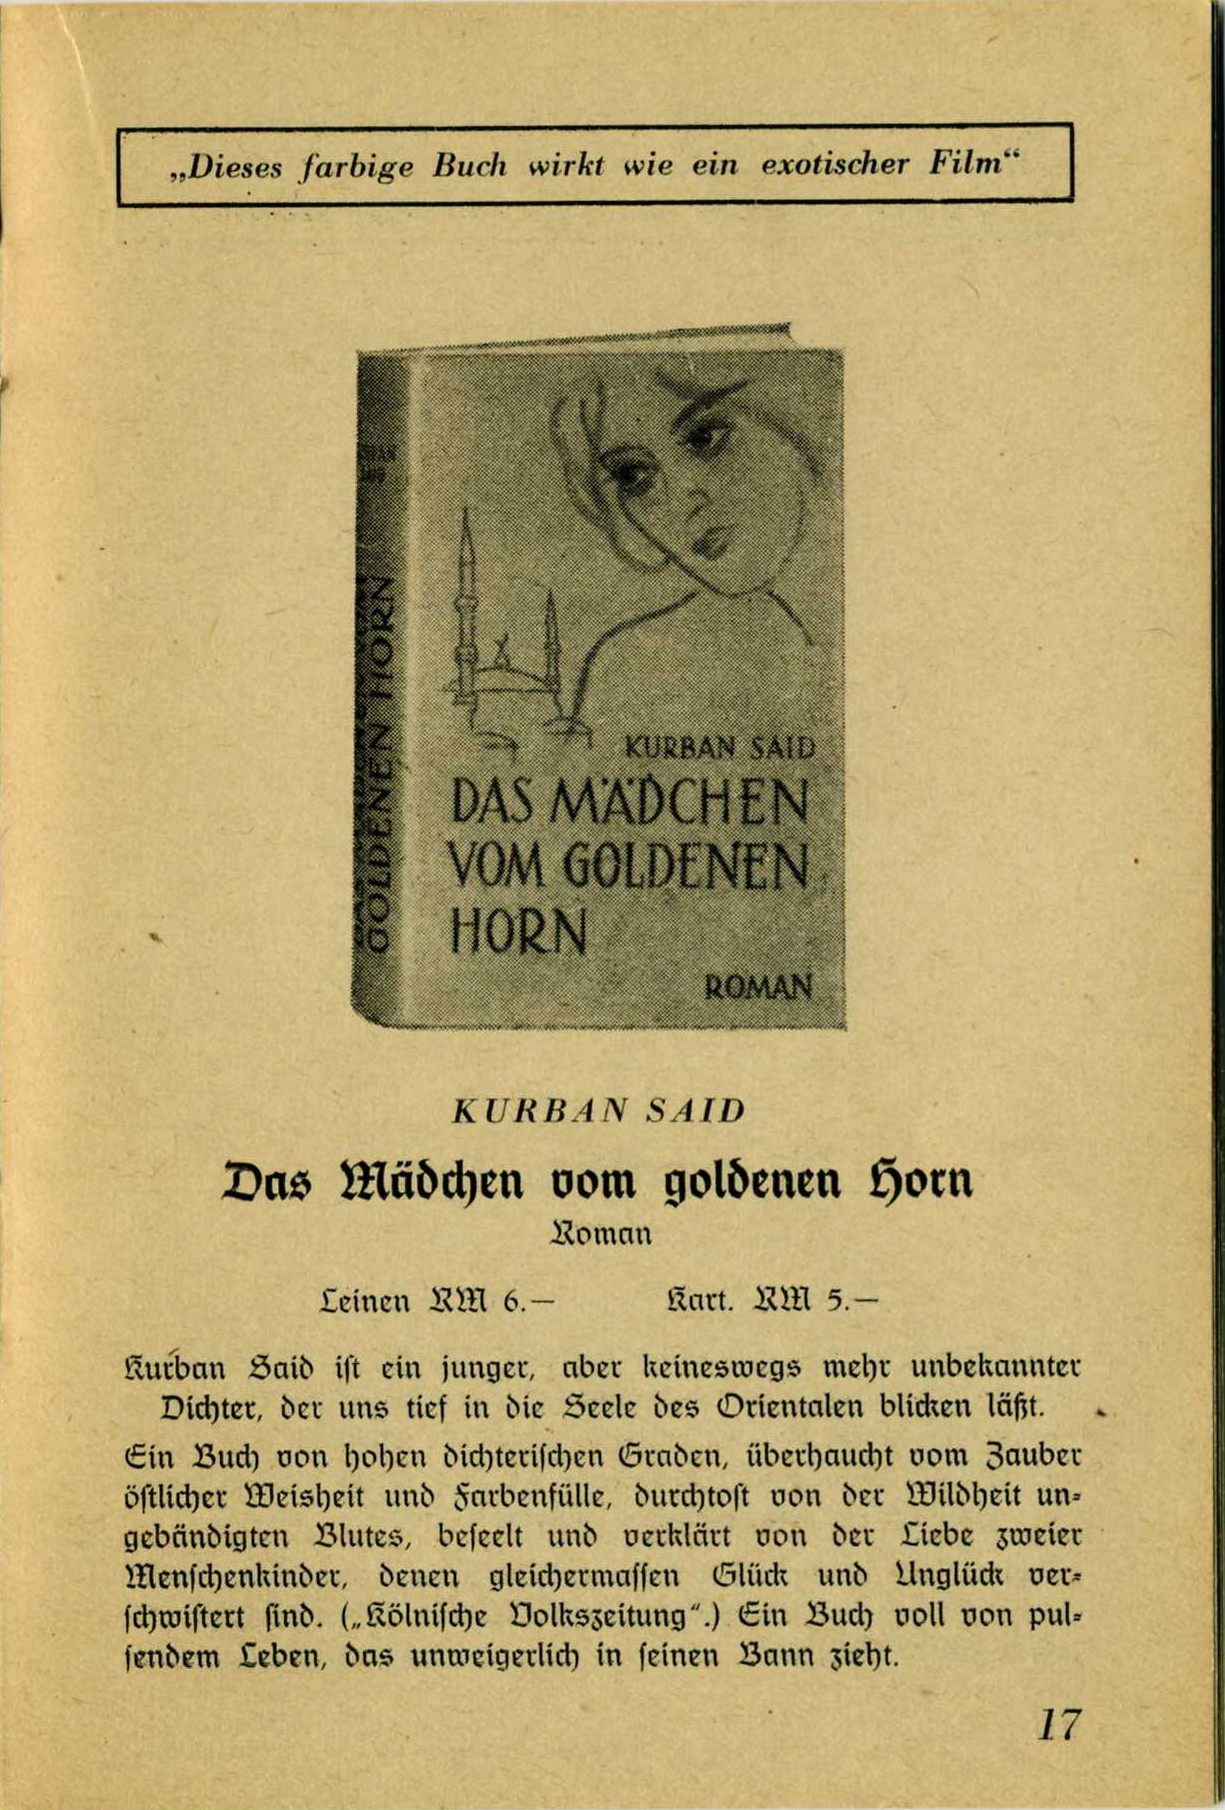 „Dieses farbige Buch wirkt wie ein exotischer Film“
GOLDENEN HORN
KURBAN SAID
DAS MÄDCHEN
VOM GOLDENEN
HORN
ROMAN
KURBAN SAID
Das Mädchen vom goldenen Horn
Roman
Leinen RM 6.— Kart. RM 5.—
Kurban Said ist ein junger, aber keineswegs mehr unbekannter
Dichter, der uns tief in die Seele des Orientalen blicken läßt.
Ein Buch von hohen dichterischen Graden, überhaucht vom Zauber
östlicher Weisheit und Farbenfülle, durchtost von der Wildheit un-
gebändigten Blutes, beseelt und verklärt von der Liebe zweier
Menschenkinder, denen gleichermassen Glück und Unglück ver-
schwistert sind. („Kölnische Volkszeitung“.) Ein Buch voll von pul-
sendem Leben, das unweigerlich in seinen Bann zieht.
17